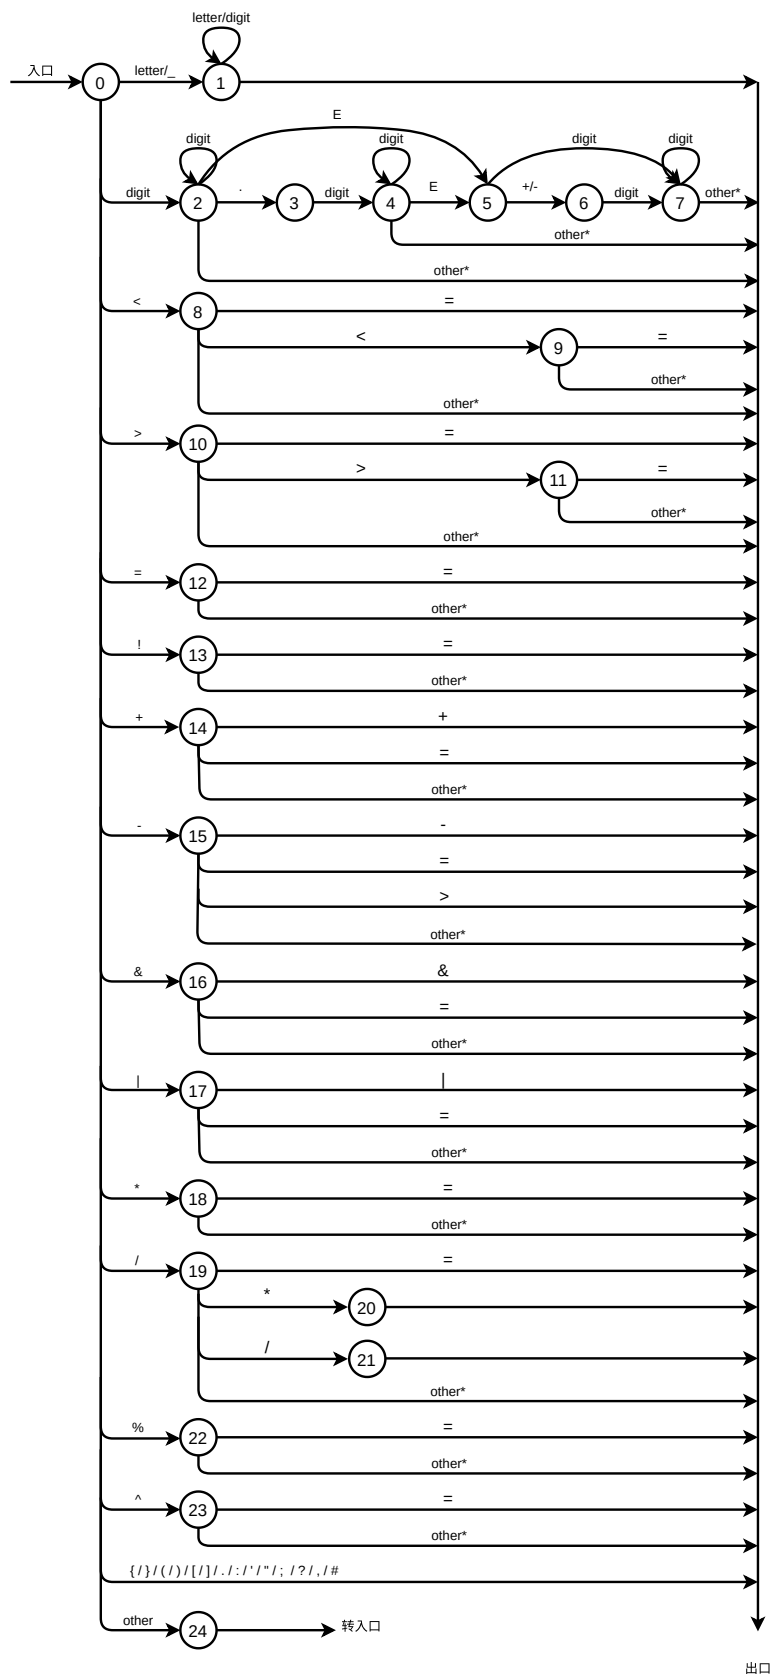 letter/digit
入口 0 letter/_ 1
E
digit digit digit digit
digit 2 . 3 digit 4 E 5 +/- 6 digit 7 other*
other*
other*
< 8 =
< 9 =
other*
other*
> 10 =
> 11 =
other*
other*
= 12 =
other*
! 13 =
other*
+ 14 +
=
other*
- 15 -
=
>
other*
& 16 &
=
other*
| 17 |
=
other*
* 18 =
other*
/ 19 =
* 20
/ 21
other*
% 22 =
other*
^ 23 =
other*
{ / } / ( / ) / [ / ] / . / : / ' / " / ; / ? / , / #
other 24 转入口
出口